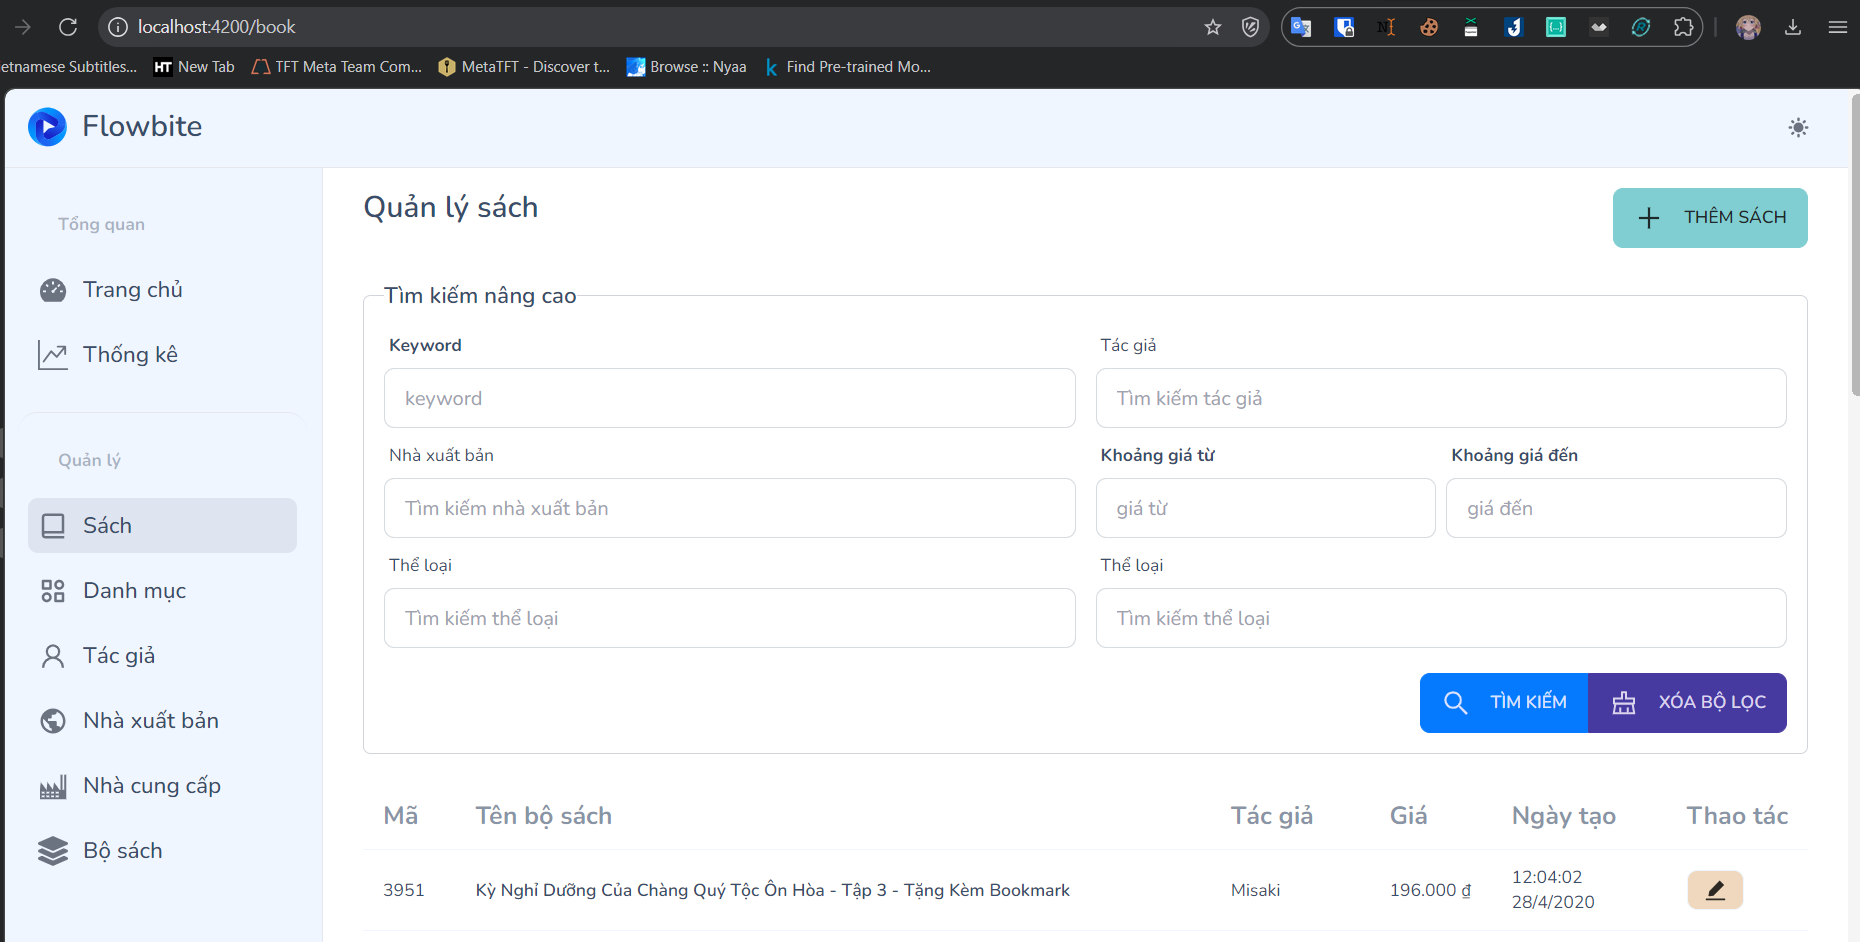 localhost:4200/book
etnamese Subtitles...
HT New Tab
TFT Meta Team Com...
MetaTFT - Discover t...
Browse :: Nyaa
k Find Pre-trained Mo...
Flowbite
Tổng quan
Trang chủ
Thống kê
Quản lý
Sách
Danh mục
Tác giả
Nhà xuất bản
Nhà cung cấp
Bộ sách
Quản lý sách
THÊM SÁCH
Tìm kiếm nâng cao
Keyword
keyword
Tác giả
Tìm kiếm tác giả
Nhà xuất bản
Tìm kiếm nhà xuất bản
Khoảng giá từ
giá từ
Khoảng giá đến
giá đến
Thể loại
Tìm kiếm thể loại
Thể loại
Tìm kiếm thể loại
TÌM KIẾM
XÓA BỘ LỌC
Mã Tên bộ sách Tác giả Giá Ngày tạo Thao tác
3951 Kỳ Nghỉ Dưỡng Của Chàng Quý Tộc Ôn Hòa - Tập 3 - Tặng Kèm Bookmark Misaki 196.000 ₫ 12:04:02
28/4/2020